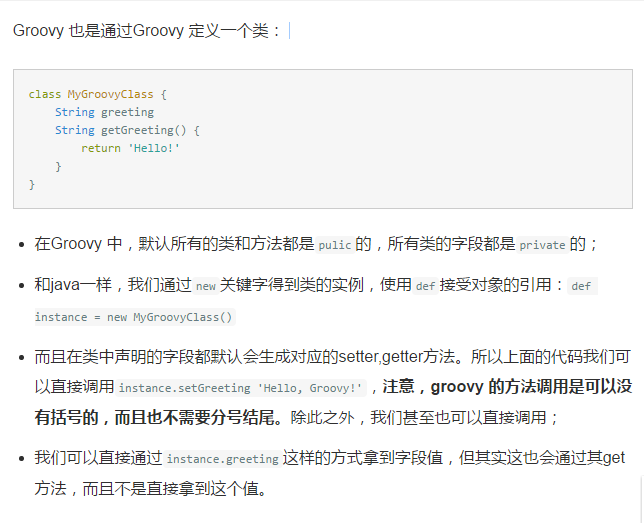 Groovy 也是通过Groovy 定义一个类：
class MyGroovyClass {
    String greeting
    String getGreeting() {
        return 'Hello!'
    }
}
在Groovy 中，默认所有的类和方法都是 pulic 的，所有类的字段都是 private 的；
和java一样，我们通过 new 关键字得到类的实例，使用 def 接受对象的引用： def
instance = new MyGroovyClass()
而且在类中声明的字段都默认会生成对应的setter,getter方法。所以上面的代码我们可
以直接调用 instance.setGreeting 'Hello, Groovy!' ，注意，groovy 的方法调用是可以没
有括号的，而且也不需要分号结尾。除此之外，我们甚至也可以直接调用；
我们可以直接通过 instance.greeting 这样的方式拿到字段值，但其实这也会通过其get
方法，而且不是直接拿到这个值。